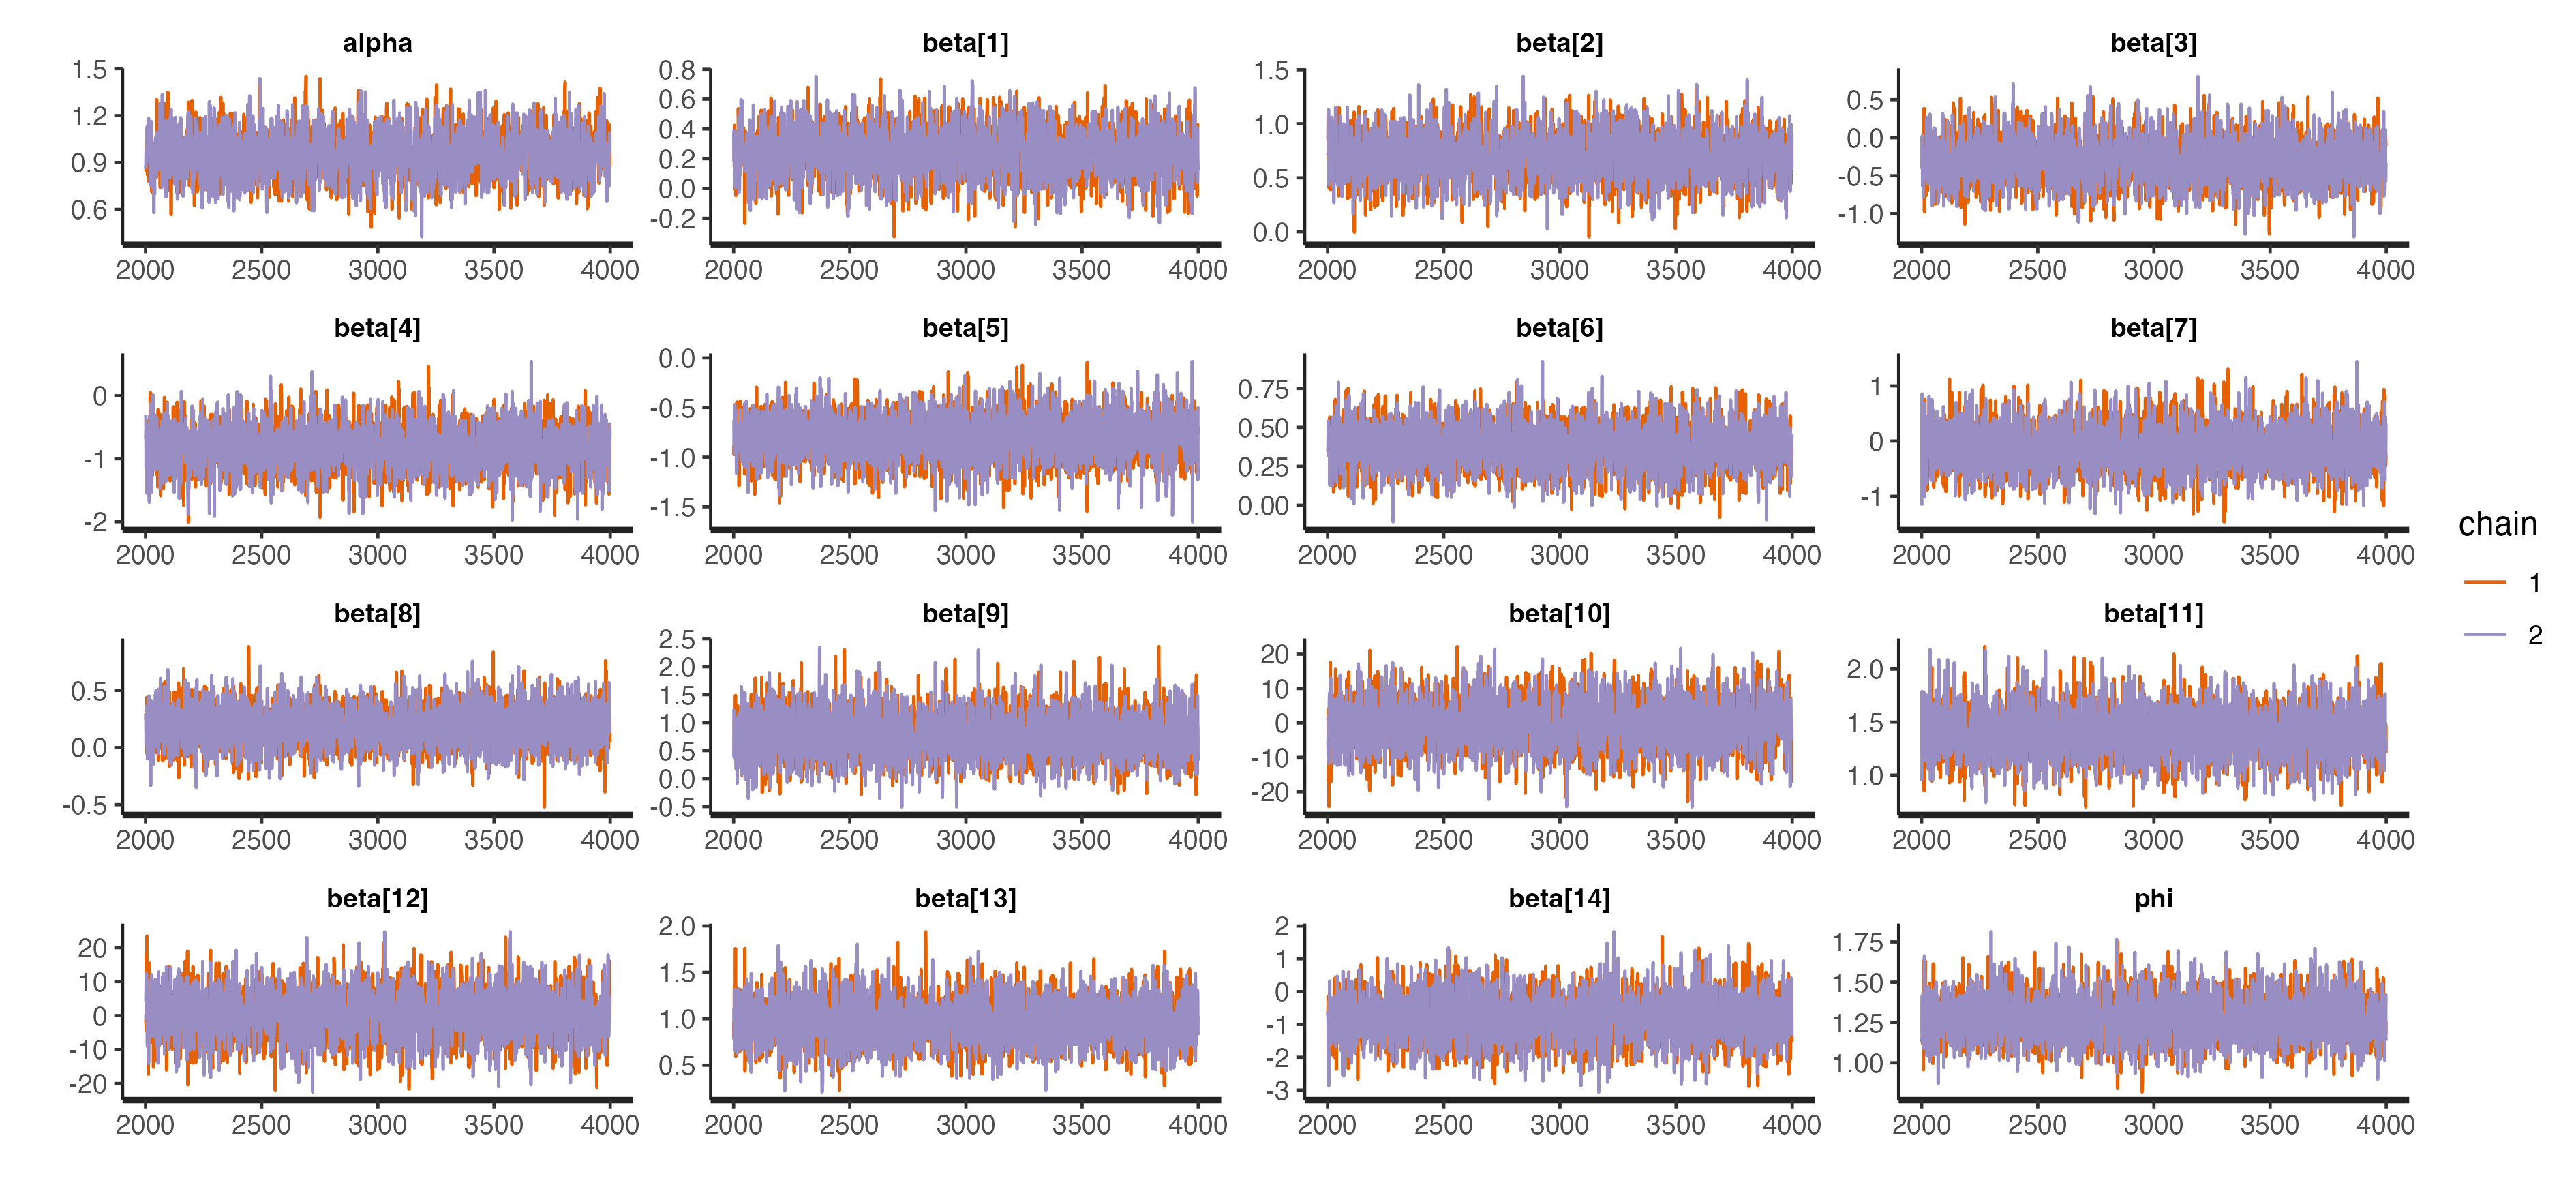 alpha
1.5
1.2
0.9
0.6
2000 2500 3000 3500 4000
beta[1]
0.8
0.6
0.4
0.2
0.0
-0.2
2000 2500 3000 3500 4000
beta[2]
1.5
1.0
0.5
0.0
2000 2500 3000 3500 4000
beta[3]
0.5
0.0
-0.5
-1.0
2000 2500 3000 3500 4000
beta[4]
0
-1
-2
2000 2500 3000 3500 4000
beta[5]
0.0
-0.5
-1.0
-1.5
2000 2500 3000 3500 4000
beta[6]
0.75
0.50
0.25
0.00
2000 2500 3000 3500 4000
beta[7]
1
0
-1
2000 2500 3000 3500 4000
beta[8]
0.5
0.0
-0.5
2000 2500 3000 3500 4000
beta[9]
2.5
2.0
1.5
1.0
0.5
0.0
-0.5
2000 2500 3000 3500 4000
beta[10]
20
10
0
-10
-20
2000 2500 3000 3500 4000
beta[11]
2.0
1.5
1.0
2000 2500 3000 3500 4000
beta[12]
20
10
0
-10
-20
2000 2500 3000 3500 4000
beta[13]
2.0
1.5
1.0
0.5
2000 2500 3000 3500 4000
beta[14]
2
1
0
-1
-2
-3
2000 2500 3000 3500 4000
phi
1.75
1.50
1.25
1.00
2000 2500 3000 3500 4000
chain
1
2